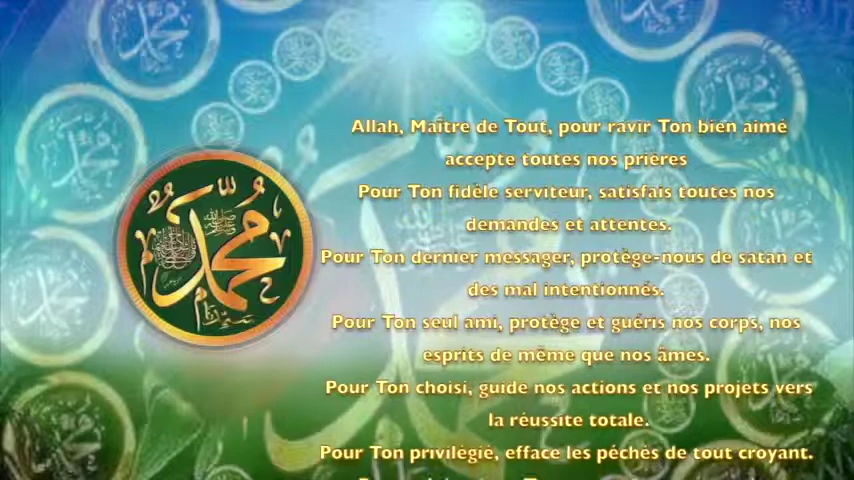 Allah, Maître de Tout, pour ravir Ton bien aimé
accepte toutes nos prières
Pour Ton fidèle serviteur, satisfais toutes nos
demandes et attentes.
Pour Ton dernier messager, protège-nous de satan et
des mal intentionnés.
Pour Ton seul ami, protège et guéris nos corps, nos
esprits de même que nos âmes.
Pour Ton choisi, guide nos actions et nos projets vers
la réussite totale.
Pour Ton privilégié, efface les péchés de tout croyant.
محمد